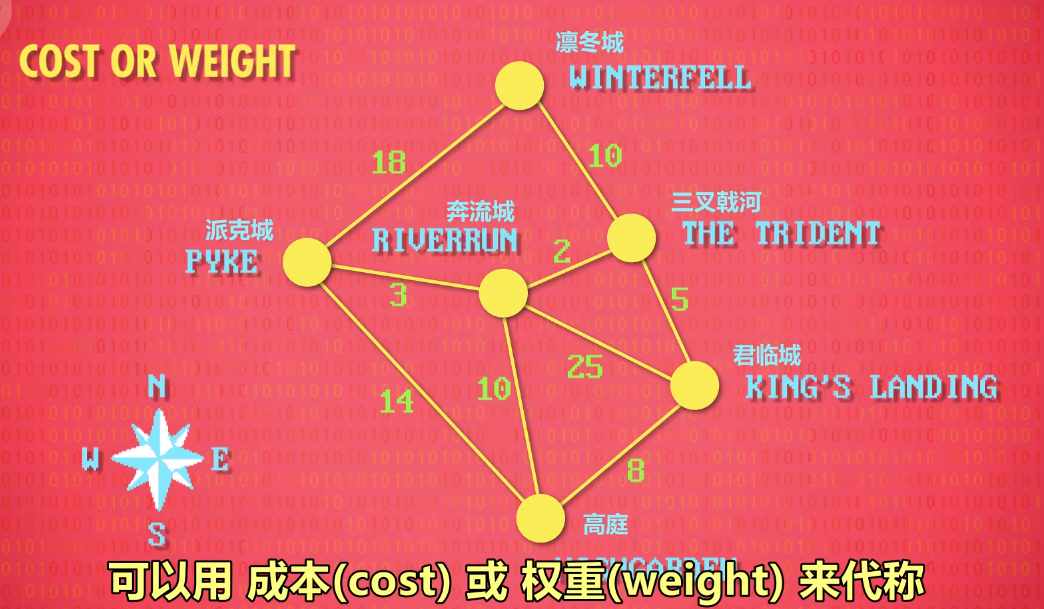 COST OR WEIGHT
凛冬城
WINTERFELL
18
10
三叉戟河
THE TRIDENT
奔流城
RIVERRUN
派克城
PYKE
2
3
5
25
君临城
KING'S LANDING
14
10
8
N
W
E
S
高庭
可以用 成本(cost) 或 权重(weight) 来代称